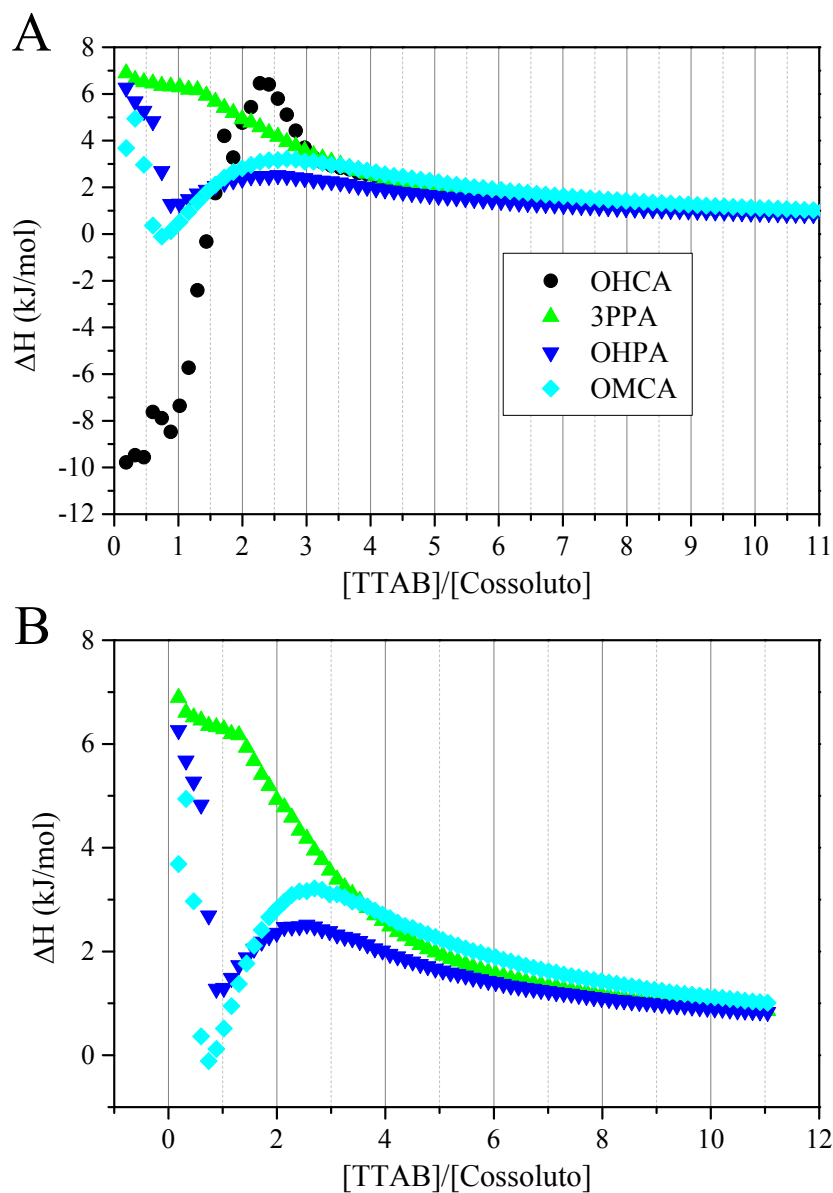 A
8
6
4
2
0
-2
-4
-6
-8
-10
-12
ΔH (kJ/mol)
OHCA
3PPA
OHPA
OMCA
0 1 2 3 4 5 6 7 8 9 10 11
[TTAB]/[Cossoluto]
B
8
6
4
2
0
ΔH (kJ/mol)
0 2 4 6 8 10 12
[TTAB]/[Cossoluto]